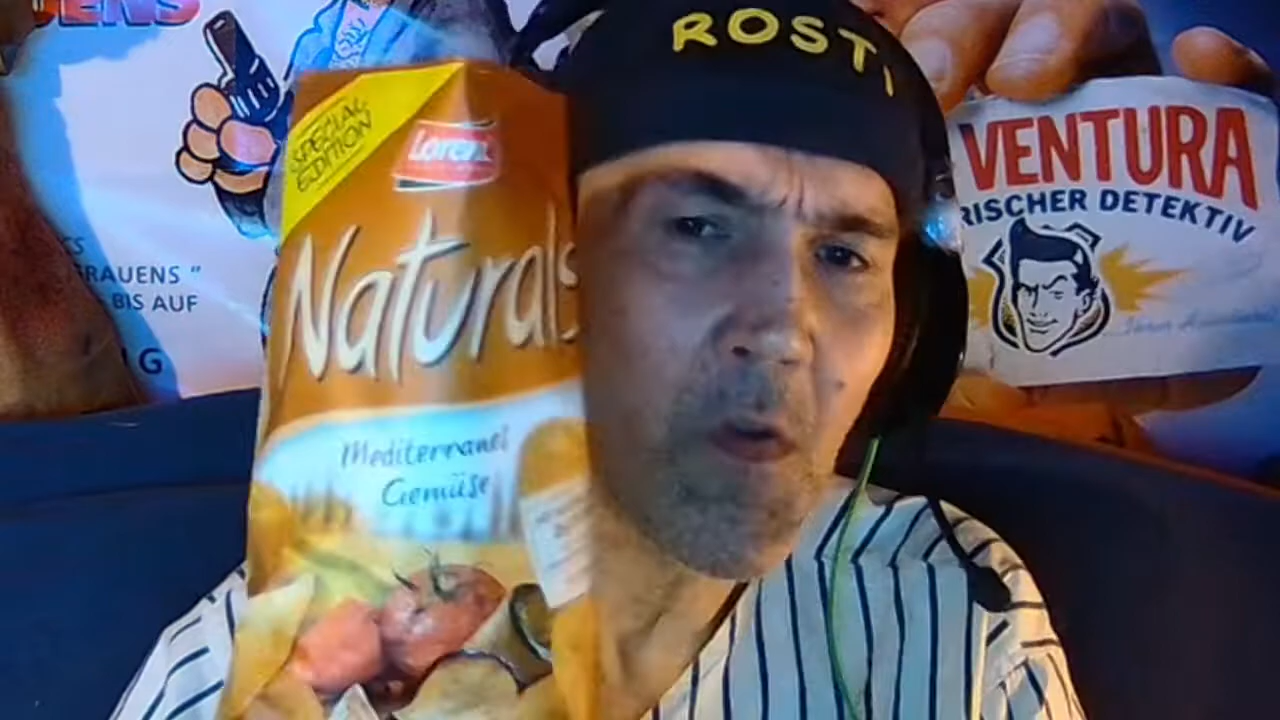 ENS
SPECIAL
EDITION
Lorenz
Naturals
Mediterranes
Gemüse
ROSTI
VENTURA
RISCHER DETEKTIV
RAUENS "
BIS AUF
G